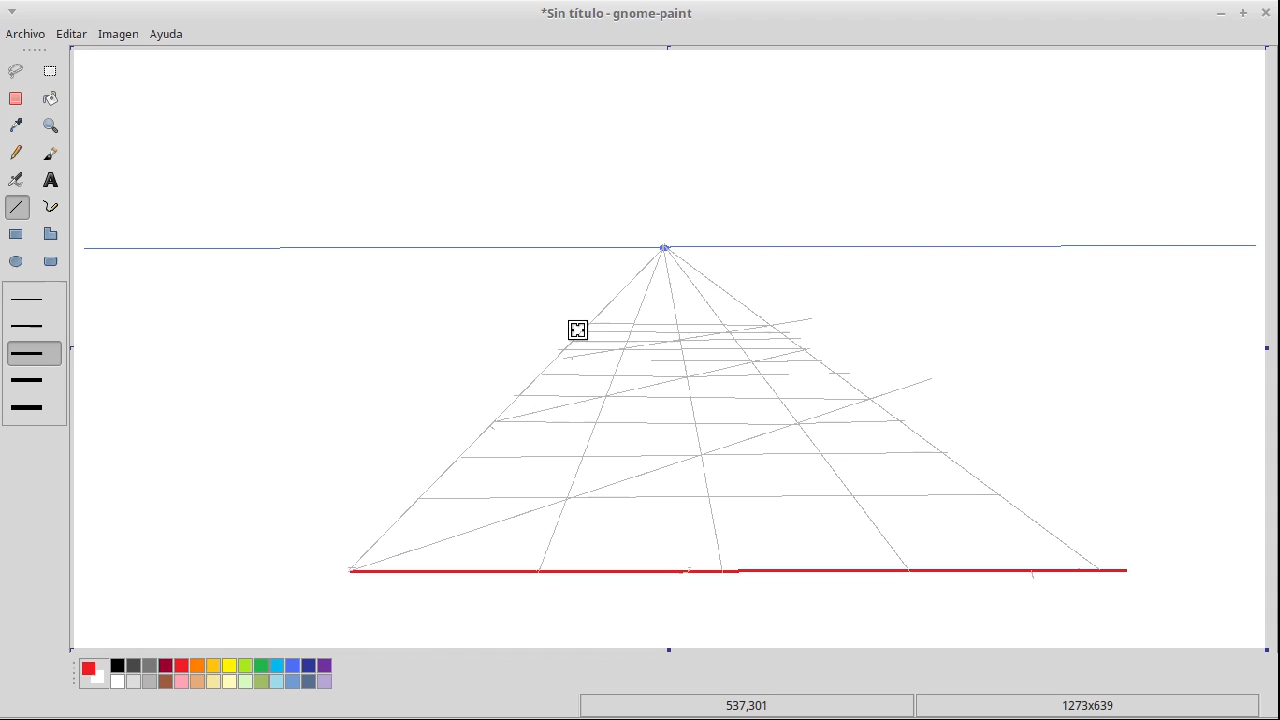 *Sin título - gnome-paint
Archivo Editar Imagen Ayuda
A
537,301 1273x639